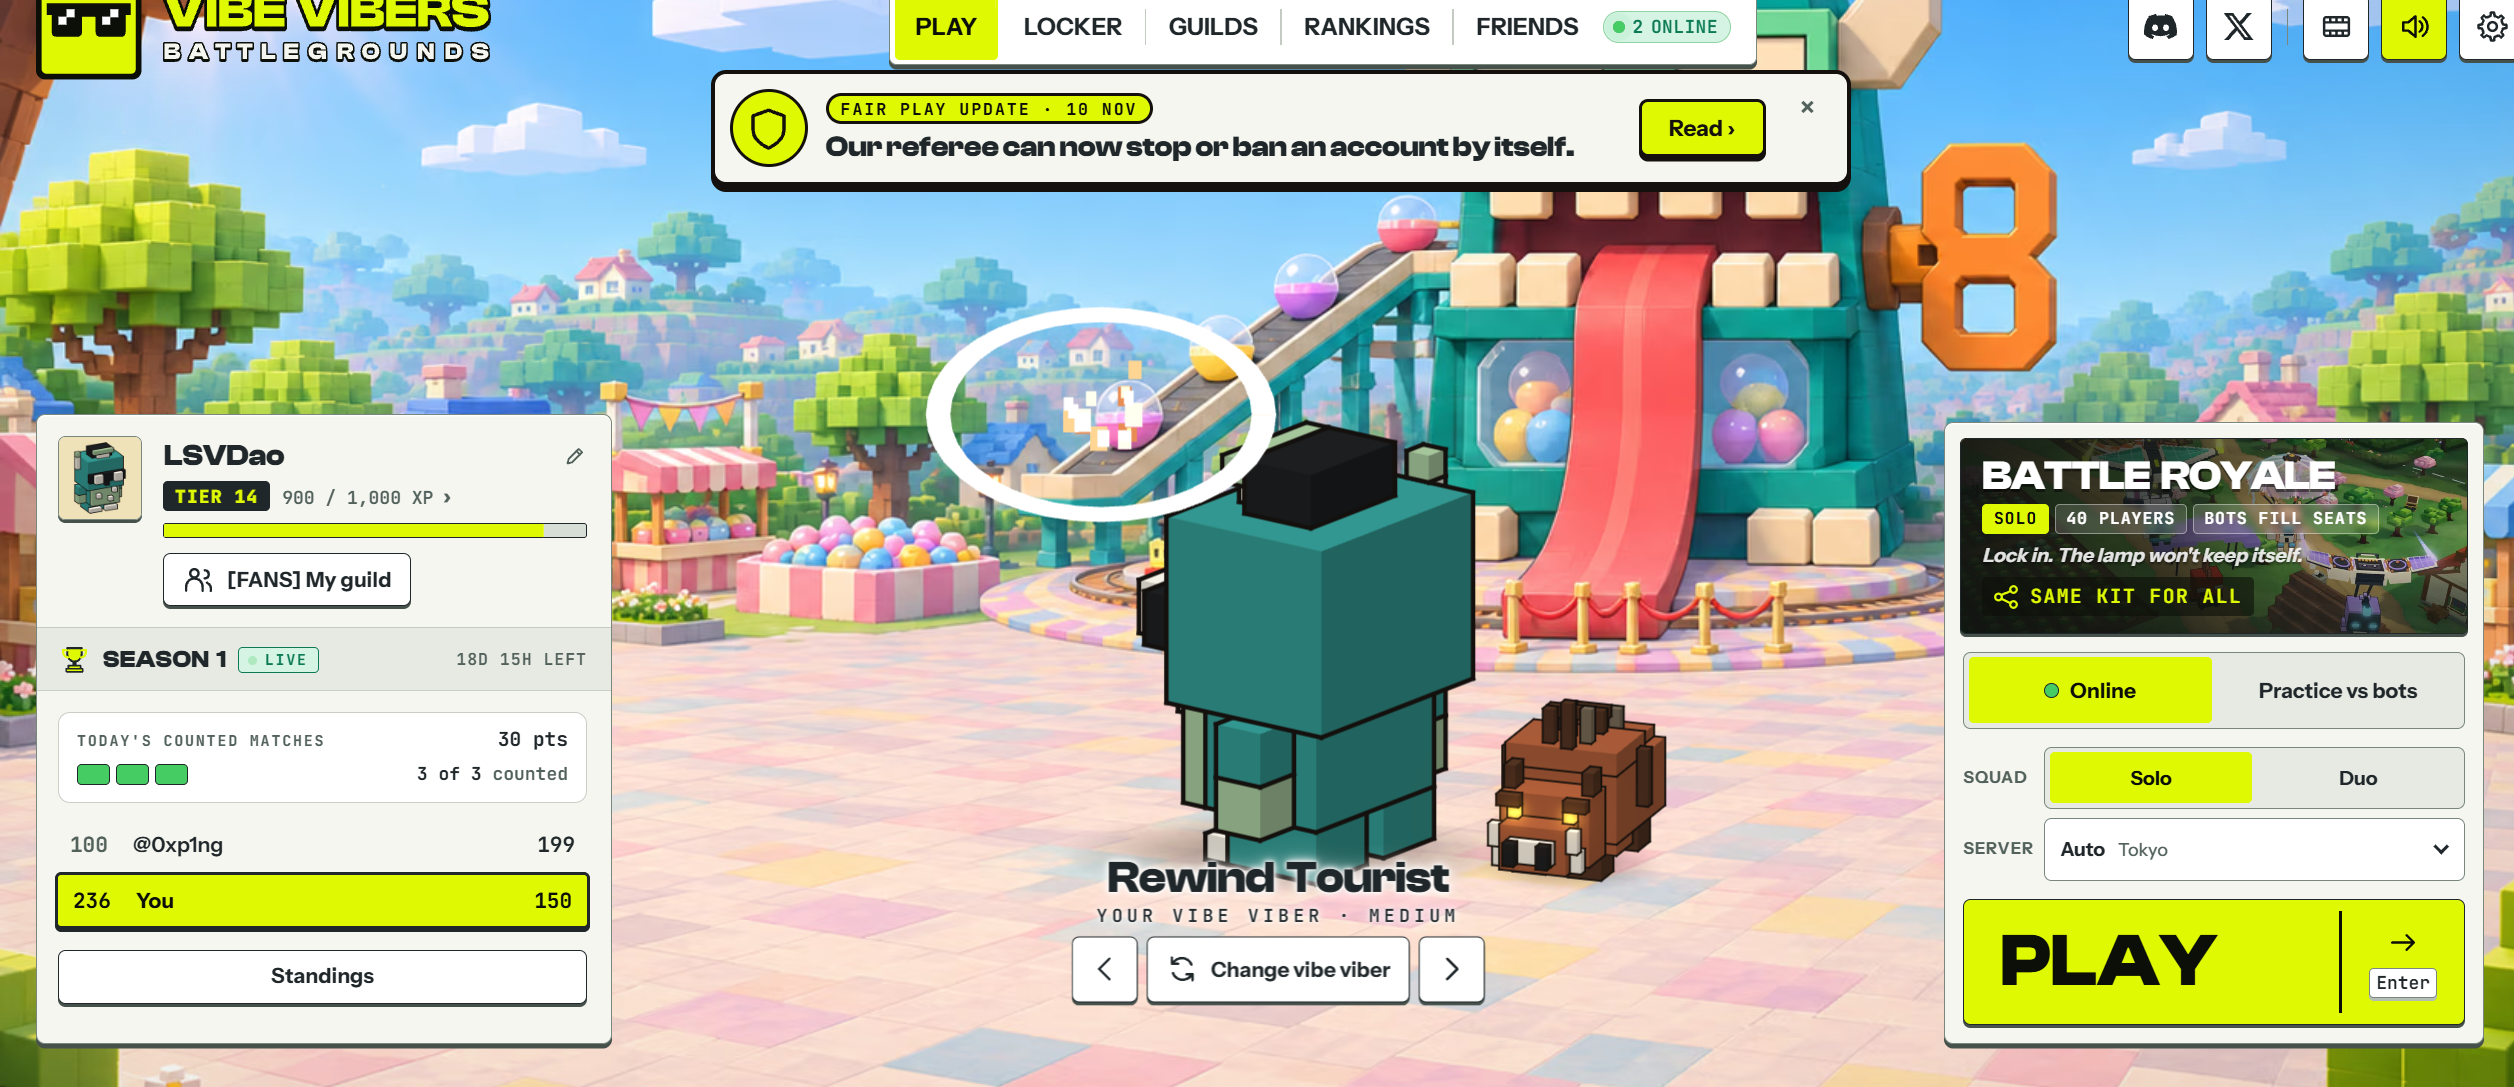 VIBE VIBERS
BATTLEGROUNDS
PLAY
LOCKER
GUILDS
RANKINGS
FRIENDS
2 ONLINE
FAIR PLAY UPDATE · 10 NOV
Our referee can now stop or ban an account by itself.
Read ›
×
8
LSVDao
TIER 14
900 / 1,000 XP ›
[FANS] My guild
SEASON 1
LIVE
18D 15H LEFT
TODAY'S COUNTED MATCHES
30 pts
3 of 3 counted
100 @0xp1ng 199
236 You 150
Standings
Rewind Tourist
YOUR VIBE VIBER · MEDIUM
Change vibe viber
BATTLE ROYALE
SOLO
40 PLAYERS
BOTS FILL SEATS
Lock in. The lamp won't keep itself.
SAME KIT FOR ALL
Online
Practice vs bots
SQUAD
Solo
Duo
SERVER
Auto Tokyo
PLAY
Enter